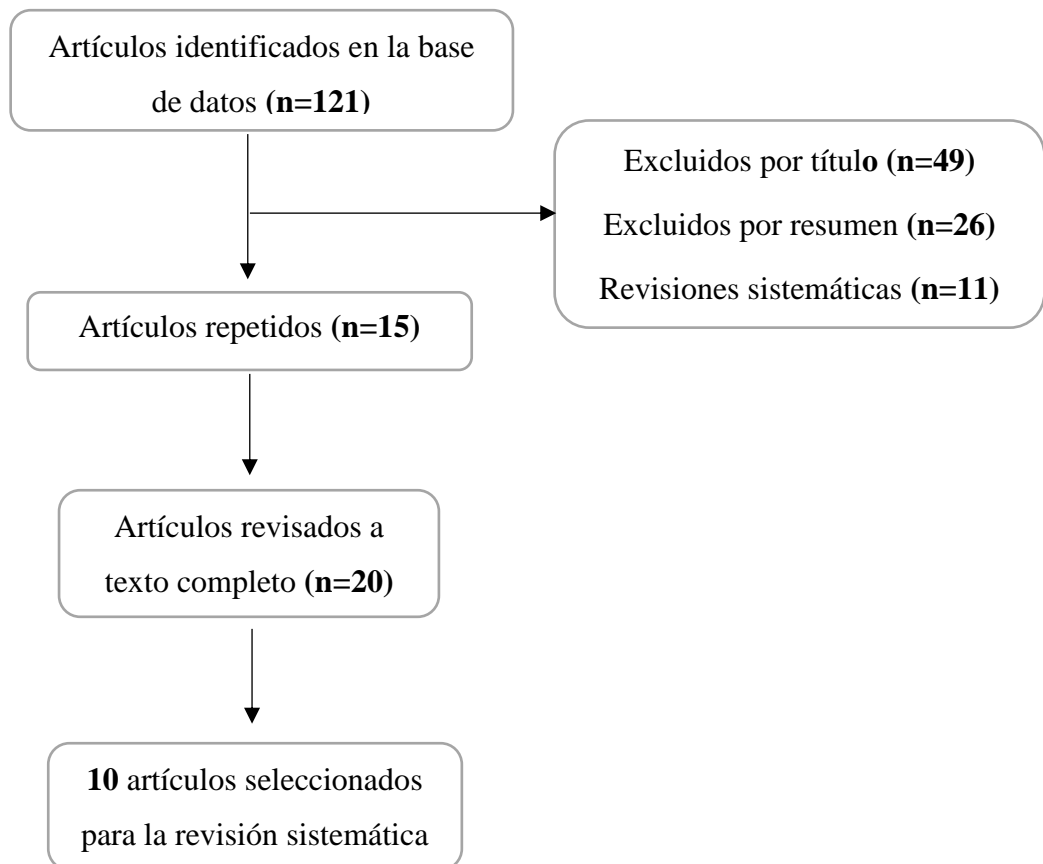 Artículos identificados en la base
de datos (n=121)
Excluidos por título (n=49)
Excluidos por resumen (n=26)
Revisiones sistemáticas (n=11)
Artículos repetidos (n=15)
Artículos revisados a
texto completo (n=20)
10 artículos seleccionados
para la revisión sistemática